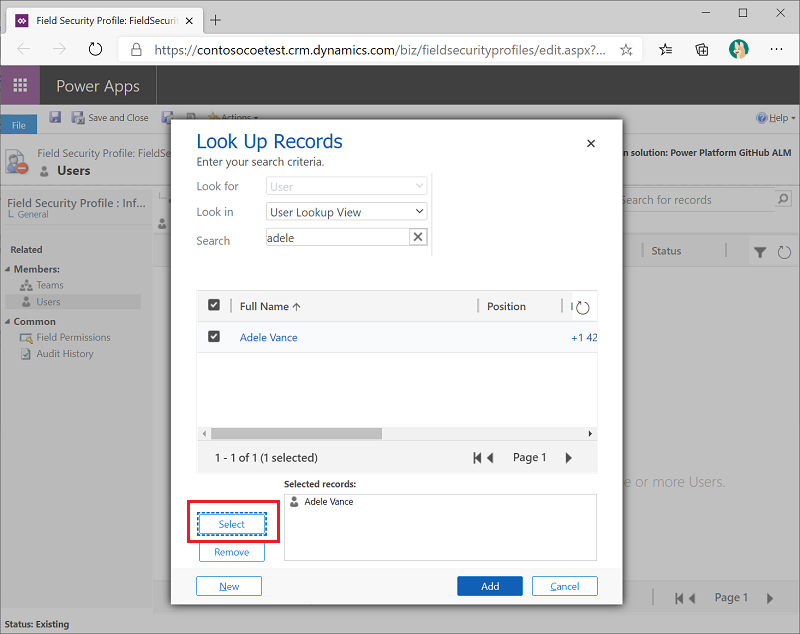 Field Security Profile: FieldSecurit
https://contosocoetest.crm.dynamics.com/biz/fieldsecurityprofiles/edit.aspx?...
Power Apps
File
Save and Close
Actions
Help
Field Security Profile: FieldSe
Users
n solution: Power Platform GitHub ALM
Field Security Profile : Inf...
General
Search for records
Related
Members:
Teams
Users
Common
Field Permissions
Audit History
Status
Look Up Records
Enter your search criteria.
Look for
User
Look in
User Lookup View
Search
adele
Full Name
Position
Adele Vance
+1 42
1 - 1 of 1 (1 selected)
Page 1
Selected records:
Adele Vance
Select
Remove
New
Add
Cancel
e or more Users.
Page 1
Status: Existing